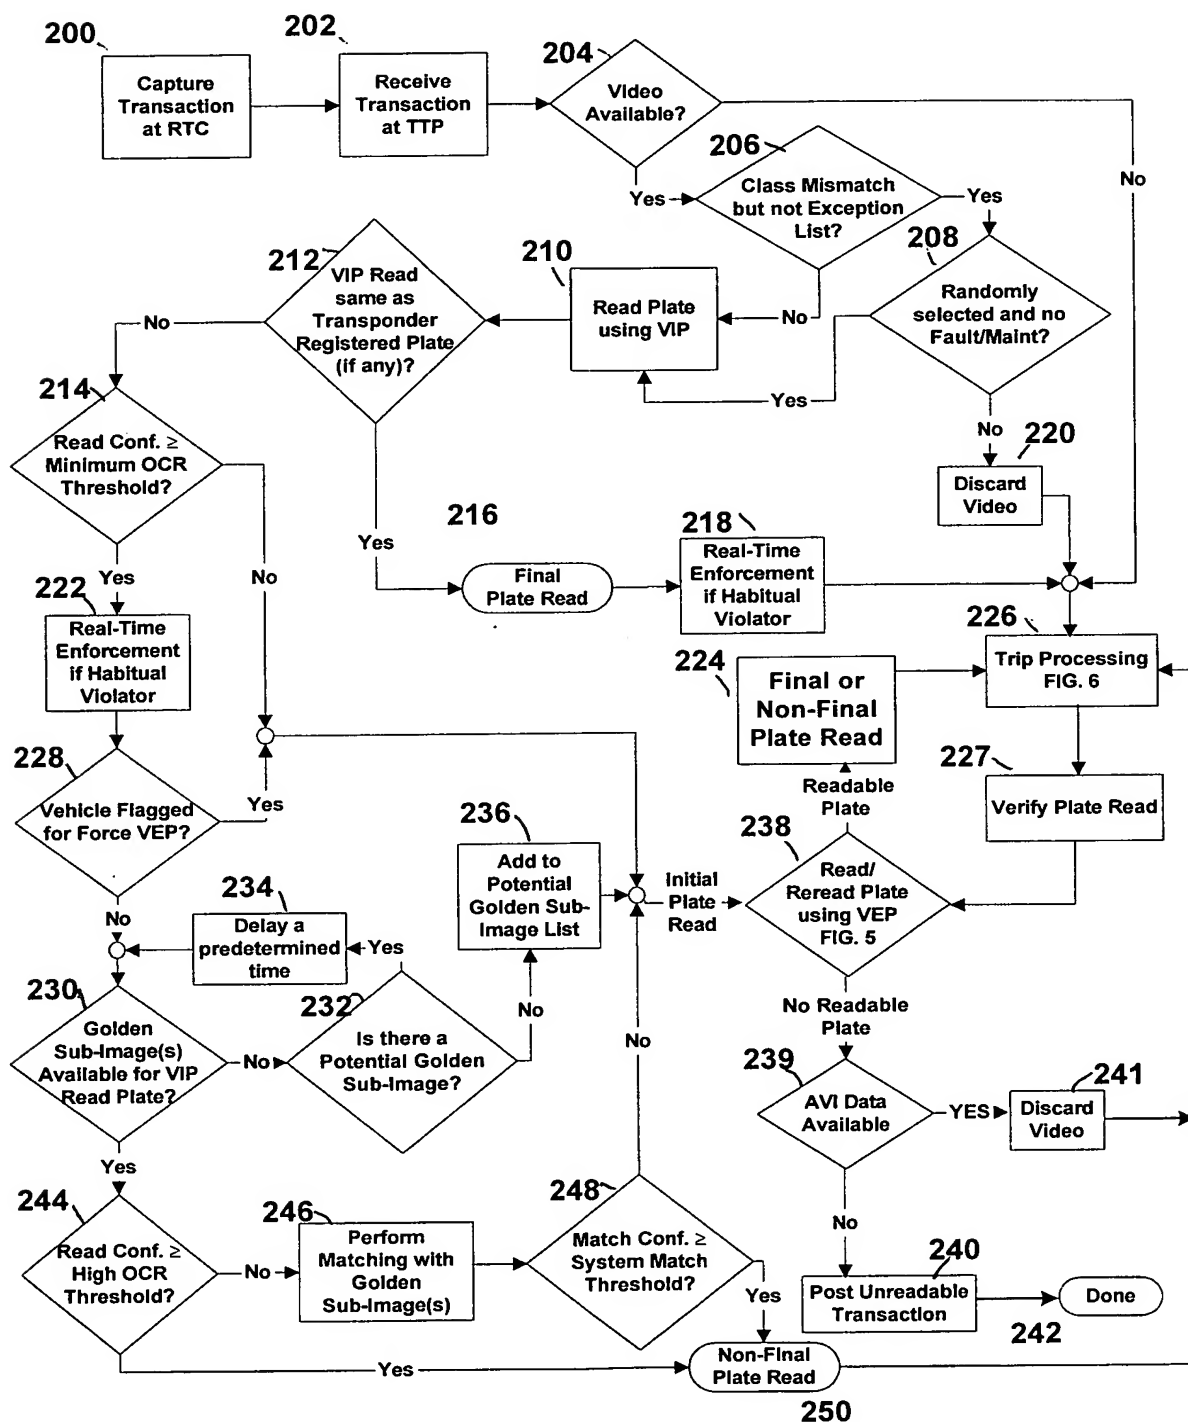 200
Capture
Transaction
at RTC
202
Receive
Transaction
at TTP
204
Video
Available?
No
Yes
206
Class Mismatch
but not Exception
List?
Yes
No
208
Randomly
selected and no
Fault/Maint?
Yes
No
210
Read Plate
using VIP
212
VIP Read
same as
Transponder
Registered Plate
(if any)?
No
Yes
214
Read Conf. ≥
Minimum OCR
Threshold?
Yes
No
216
Final
Plate Read
218
Real-Time
Enforcement
if Habitual
Violator
220
Discard
Video
222
Real-Time
Enforcement
if Habitual
Violator
224
Final or
Non-Final
Plate Read
226
Trip Processing
FIG. 6
227
Verify Plate Read
228
Vehicle Flagged
for Force VEP?
Yes
No
234
Delay a
predetermined
time
Yes
236
Add to
Potential
Golden Sub-
Image List
Initial
Plate
Read
Readable
Plate
238
Read/
Reread Plate
using VEP
FIG. 5
No Readable
Plate
230
Golden
Sub-Image(s)
Available for VIP
Read Plate?
No
Yes
232
Is there a
Potential Golden
Sub-Image?
No
No
239
AVI Data
Available
YES
No
241
Discard
Video
244
Read Conf. ≥
High OCR
Threshold?
No
Yes
246
Perform
Matching with
Golden
Sub-Image(s)
248
Match Conf. ≥
System Match
Threshold?
Yes
240
Post Unreadable
Transaction
Done
242
Non-Final
Plate Read
250